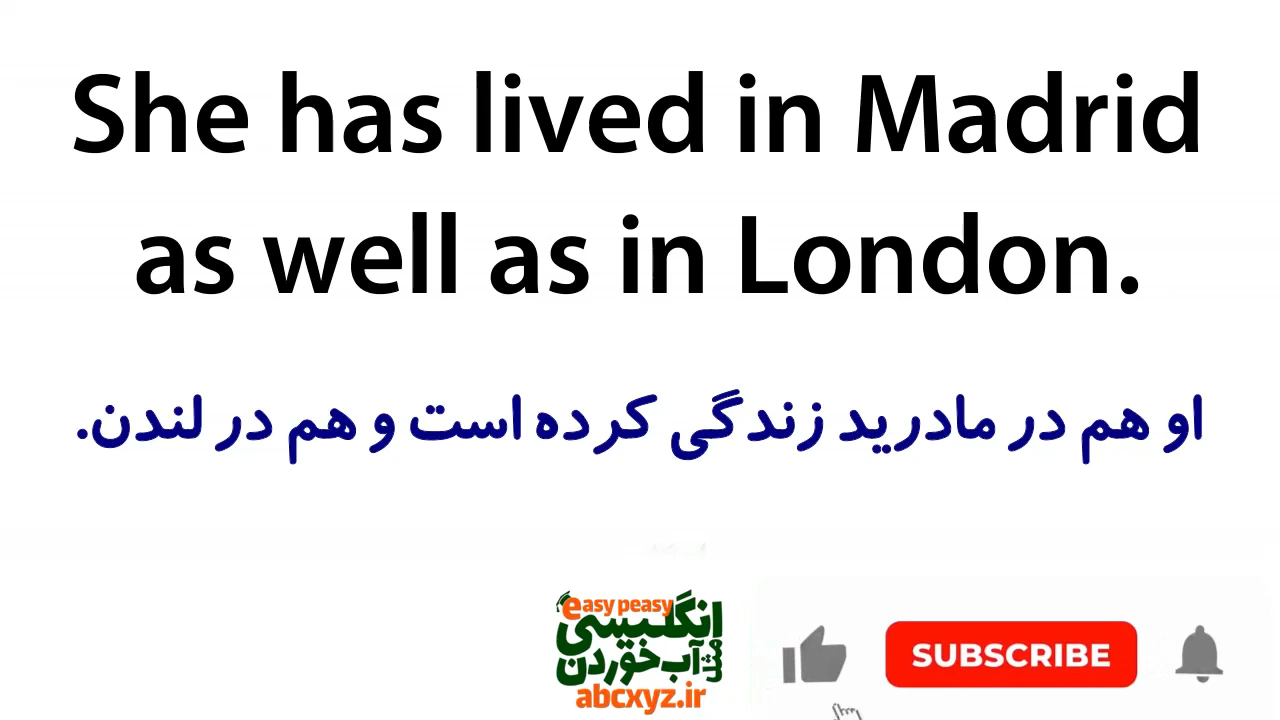 She has lived in Madrid
as well as in London.
او هم در مادرید زندگی کرده است و هم در لندن.
easy peasy
انگلیسی
مثل آب خوردن
abcxyz.ir
SUBSCRIBE